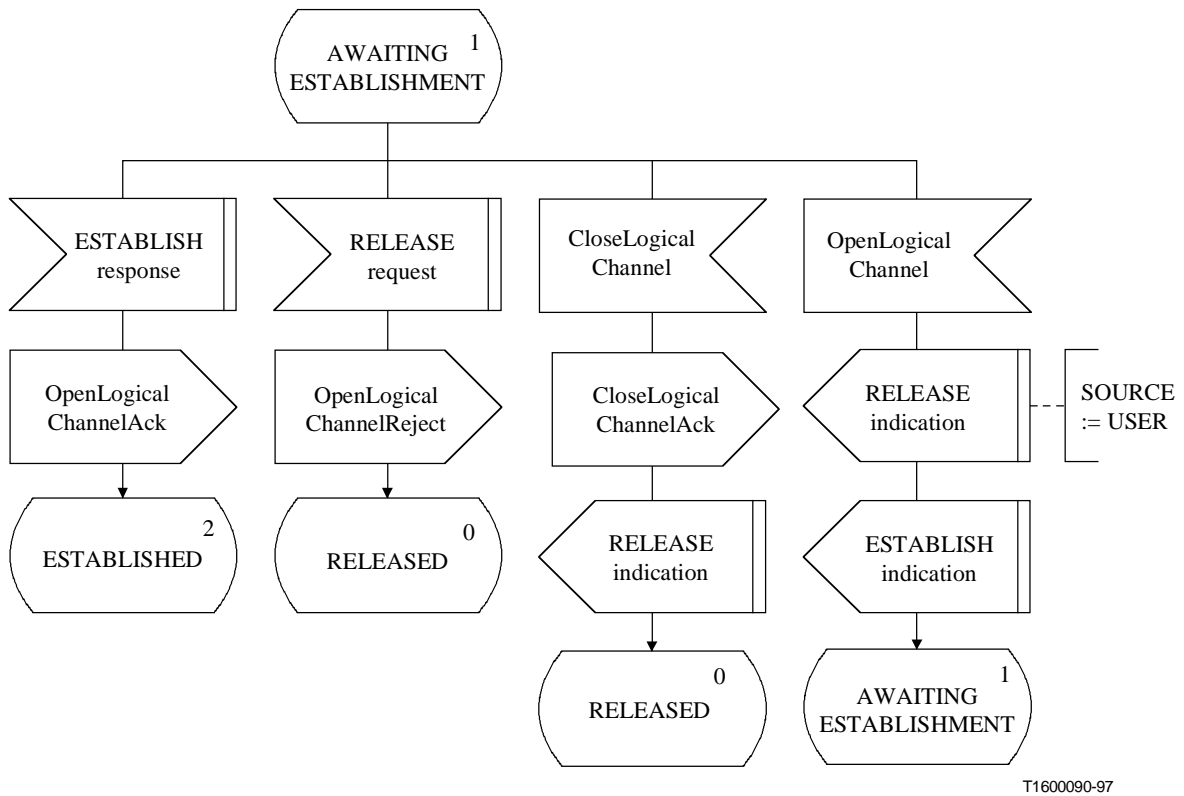 1
AWAITING
ESTABLISHMENT
ESTABLISH
response
RELEASE
request
CloseLogical
Channel
OpenLogical
Channel
OpenLogical
ChannelAck
OpenLogical
ChannelReject
CloseLogical
ChannelAck
RELEASE
indication
SOURCE
:= USER
2
ESTABLISHED
0
RELEASED
RELEASE
indication
ESTABLISH
indication
0
RELEASED
1
AWAITING
ESTABLISHMENT
T1600090-97